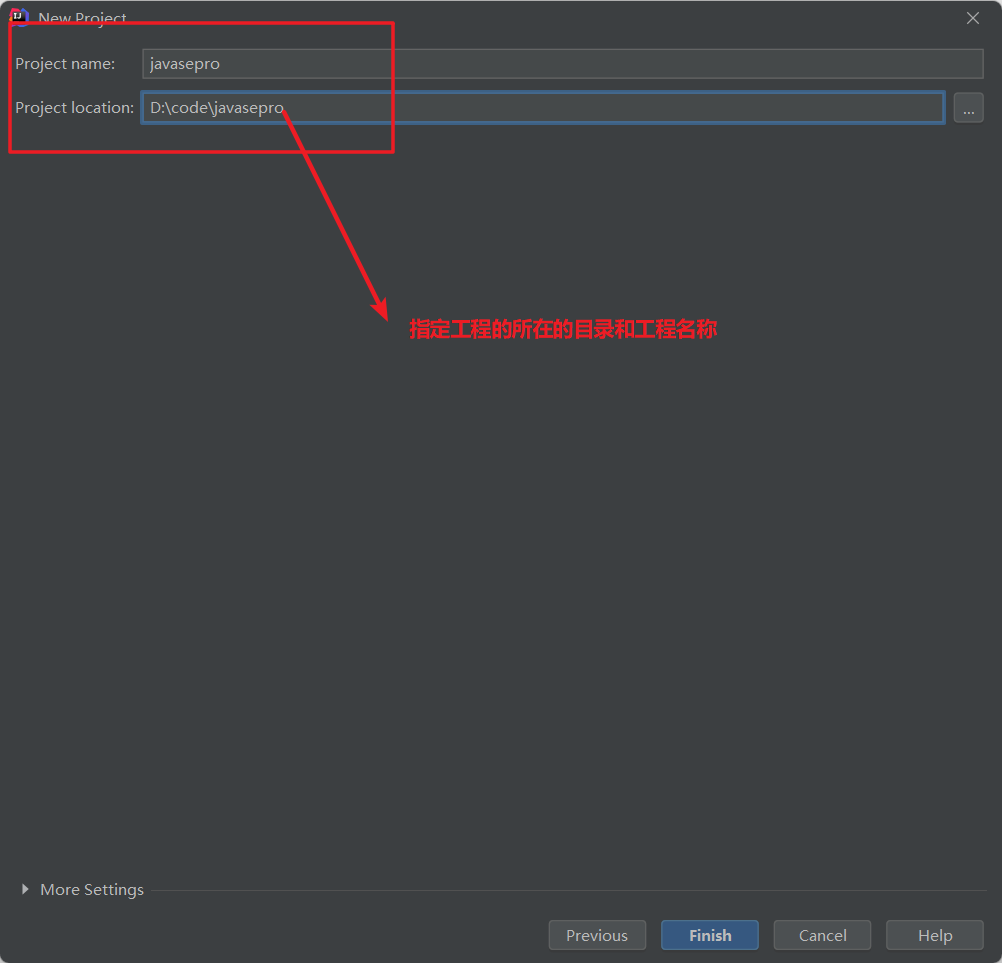 New Project
Project name: javasepro
Project location: D:\code\javasepro ...
指定工程的所在的目录和工程名称
More Settings
Previous Finish Cancel Help